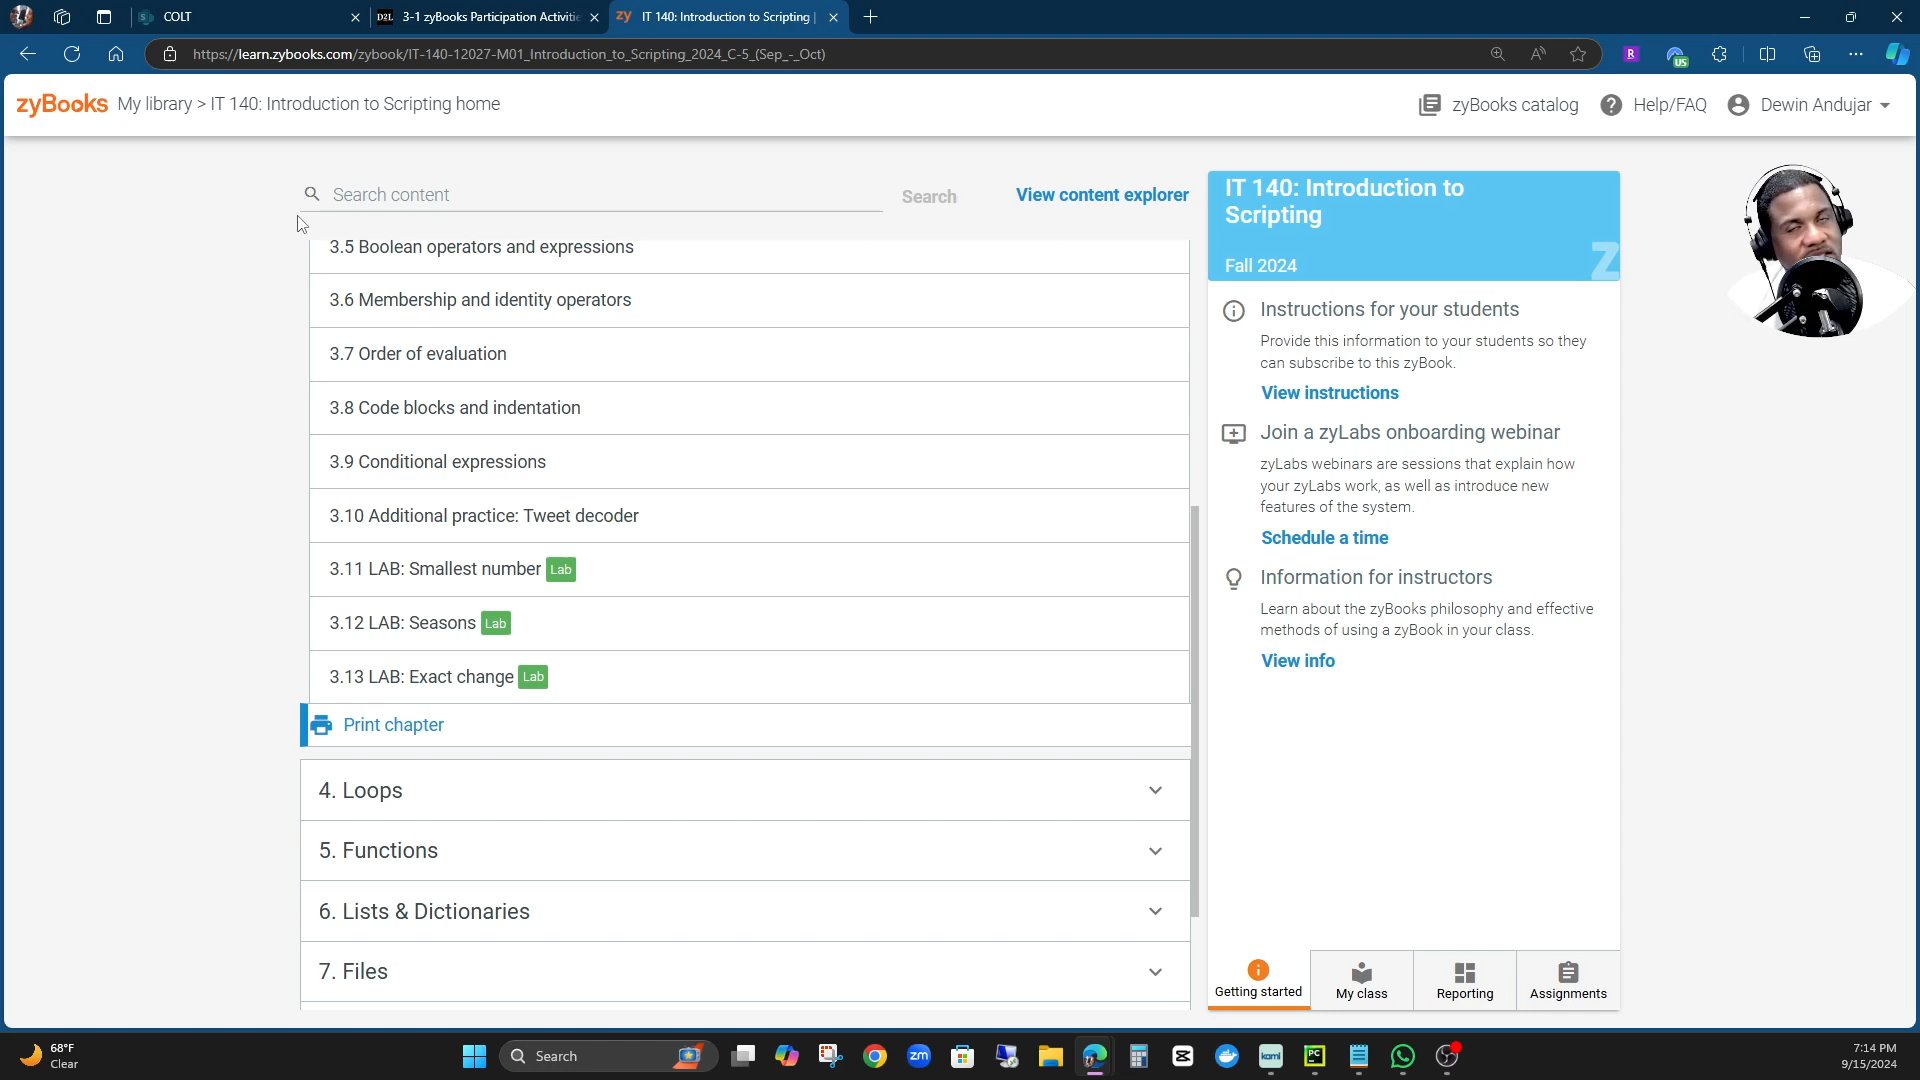 COLT
D2L 3-1 zyBooks Participation Activitie
zy IT 140: Introduction to Scripting |
https://learn.zybooks.com/zybook/IT-140-12027-M01_Introduction_to_Scripting_2024_C-5_(Sep_-_Oct)
R
US
zyBooks My library > IT 140: Introduction to Scripting home
zyBooks catalog
Help/FAQ
Dewin Andujar
Search content
Search
View content explorer
3.5 Boolean operators and expressions
3.6 Membership and identity operators
3.7 Order of evaluation
3.8 Code blocks and indentation
3.9 Conditional expressions
3.10 Additional practice: Tweet decoder
3.11 LAB: Smallest number Lab
3.12 LAB: Seasons Lab
3.13 LAB: Exact change Lab
Print chapter
4. Loops
5. Functions
6. Lists & Dictionaries
7. Files
IT 140: Introduction to
Scripting
Fall 2024
Z
Instructions for your students
Provide this information to your students so they
can subscribe to this zyBook.
View instructions
Join a zyLabs onboarding webinar
zyLabs webinars are sessions that explain how
your zyLabs work, as well as introduce new
features of the system.
Schedule a time
Information for instructors
Learn about the zyBooks philosophy and effective
methods of using a zyBook in your class.
View info
Getting started
My class
Reporting
Assignments
68°F
Clear
Search
zm
kami
PC
7:14 PM
9/15/2024